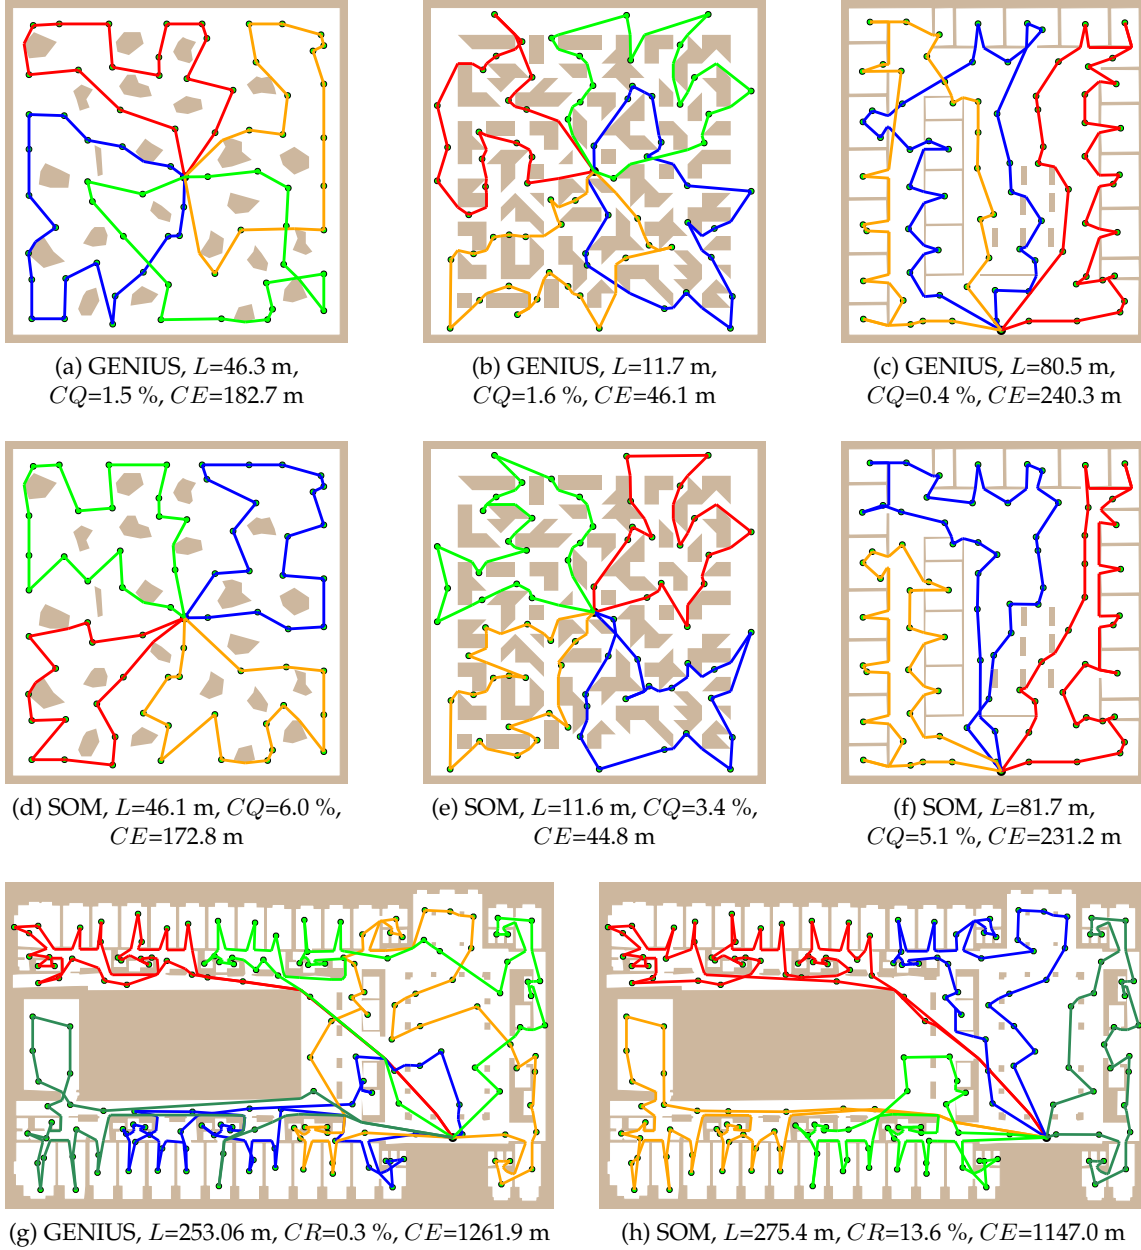 (a) GENIUS, L=46.3 m,
CQ=1.5 %, CE=182.7 m
(b) GENIUS, L=11.7 m,
CQ=1.6 %, CE=46.1 m
(c) GENIUS, L=80.5 m,
CQ=0.4 %, CE=240.3 m
(d) SOM, L=46.1 m, CQ=6.0 %,
CE=172.8 m
(e) SOM, L=11.6 m, CQ=3.4 %,
CE=44.8 m
(f) SOM, L=81.7 m,
CQ=5.1 %, CE=231.2 m
(g) GENIUS, L=253.06 m, CR=0.3 %, CE=1261.9 m
(h) SOM, L=275.4 m, CR=13.6 %, CE=1147.0 m